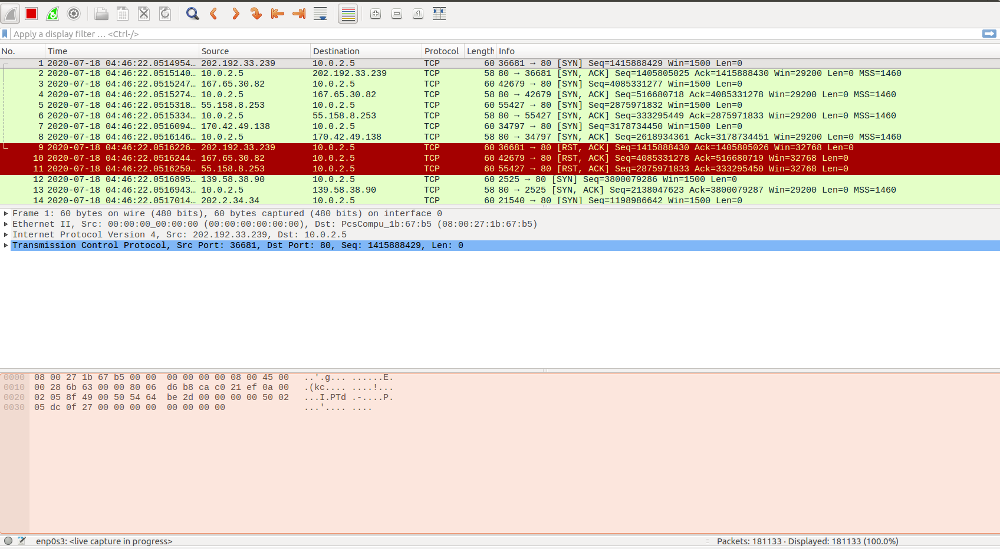 Apply a display filter … <Ctrl-/>
No. Time Source Destination Protocol Length Info
1 2020-07-18 04:46:22.0514954… 202.192.33.239 10.0.2.5 TCP 60 36681 → 80 [SYN] Seq=1415888429 Win=1500 Len=0
2 2020-07-18 04:46:22.0515140… 10.0.2.5 202.192.33.239 TCP 58 80 → 36681 [SYN, ACK] Seq=1405805025 Ack=1415888430 Win=29200 Len=0 MSS=1460
3 2020-07-18 04:46:22.0515247… 167.65.30.82 10.0.2.5 TCP 60 42679 → 80 [SYN] Seq=4085331277 Win=1500 Len=0
4 2020-07-18 04:46:22.0515274… 10.0.2.5 167.65.30.82 TCP 58 80 → 42679 [SYN, ACK] Seq=516680718 Ack=4085331278 Win=29200 Len=0 MSS=1460
5 2020-07-18 04:46:22.0515318… 55.158.8.253 10.0.2.5 TCP 60 55427 → 80 [SYN] Seq=2875971832 Win=1500 Len=0
6 2020-07-18 04:46:22.0515334… 10.0.2.5 55.158.8.253 TCP 58 80 → 55427 [SYN, ACK] Seq=333295449 Ack=2875971833 Win=29200 Len=0 MSS=1460
7 2020-07-18 04:46:22.0516094… 170.42.49.138 10.0.2.5 TCP 60 34797 → 80 [SYN] Seq=3178734450 Win=1500 Len=0
8 2020-07-18 04:46:22.0516146… 10.0.2.5 170.42.49.138 TCP 58 80 → 34797 [SYN, ACK] Seq=2618934361 Ack=3178734451 Win=29200 Len=0 MSS=1460
9 2020-07-18 04:46:22.0516226… 202.192.33.239 10.0.2.5 TCP 60 36681 → 80 [RST, ACK] Seq=1415888430 Ack=1405805026 Win=32768 Len=0
10 2020-07-18 04:46:22.0516244… 167.65.30.82 10.0.2.5 TCP 60 42679 → 80 [RST, ACK] Seq=4085331278 Ack=516680719 Win=32768 Len=0
11 2020-07-18 04:46:22.0516250… 55.158.8.253 10.0.2.5 TCP 60 55427 → 80 [RST, ACK] Seq=2875971833 Ack=333295450 Win=32768 Len=0
12 2020-07-18 04:46:22.0516895… 139.58.38.90 10.0.2.5 TCP 60 2525 → 80 [SYN] Seq=3800079286 Win=1500 Len=0
13 2020-07-18 04:46:22.0516943… 10.0.2.5 139.58.38.90 TCP 58 80 → 2525 [SYN, ACK] Seq=2138047623 Ack=3800079287 Win=29200 Len=0 MSS=1460
14 2020-07-18 04:46:22.0517014… 202.2.34.34 10.0.2.5 TCP 60 21540 → 80 [SYN] Seq=1198986642 Win=1500 Len=0
Frame 1: 60 bytes on wire (480 bits), 60 bytes captured (480 bits) on interface 0
Ethernet II, Src: 00:00:00_00:00:00 (00:00:00:00:00:00), Dst: PcsCompu_1b:67:b5 (08:00:27:1b:67:b5)
Internet Protocol Version 4, Src: 202.192.33.239, Dst: 10.0.2.5
Transmission Control Protocol, Src Port: 36681, Dst Port: 80, Seq: 1415888429, Len: 0
0000 08 00 27 1b 67 b5 00 00 00 00 00 00 08 00 45 00 ..'.g... ......E.
0010 00 28 6b 63 00 00 80 06 d6 b8 ca c0 21 ef 0a 00 .(kc.... ....!...
0020 02 05 8f 49 00 50 54 64 be 2d 00 00 00 00 50 02 ...I.PTd .-....P.
0030 05 dc 0f 27 00 00 00 00 00 00 00 00 ...'.... ....
enp0s3: <live capture in progress> Packets: 181133 · Displayed: 181133 (100.0%)